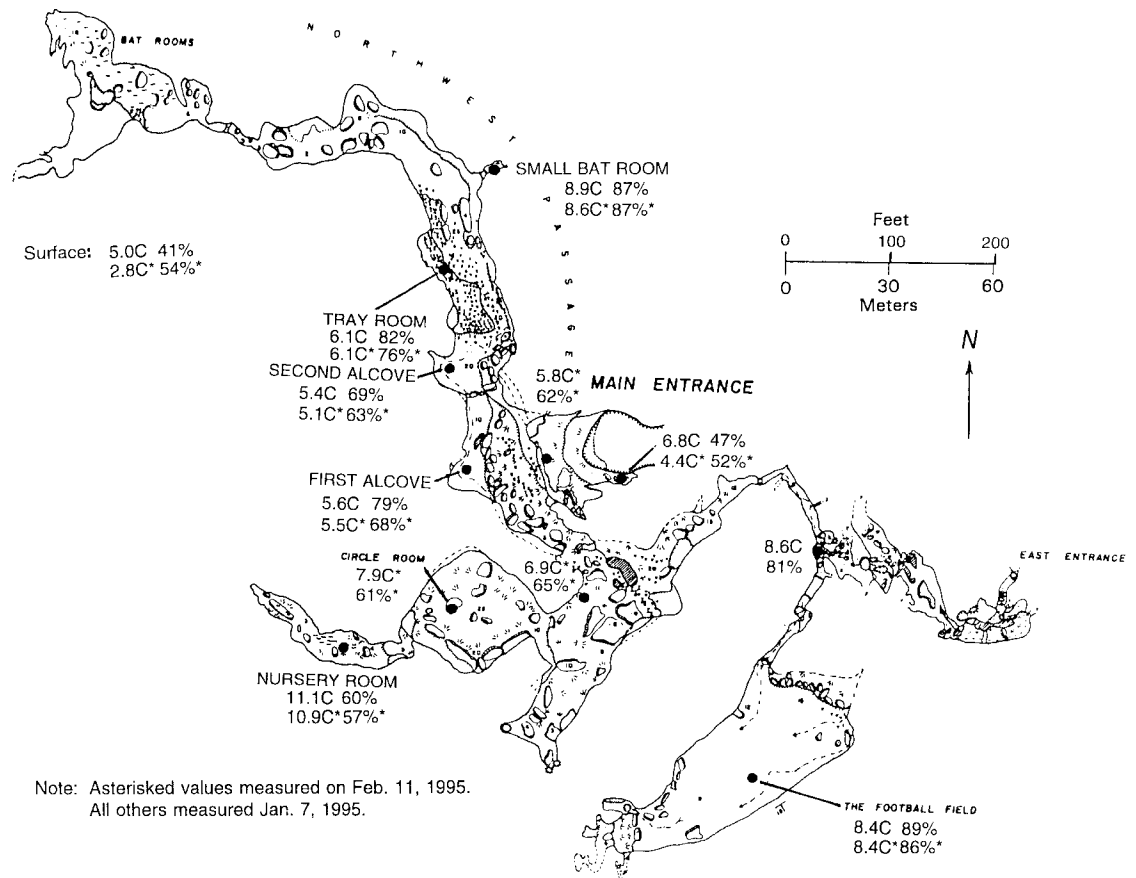 BAT ROOMS
NORTHWEST PASSAGE
SMALL BAT ROOM
8.9C 87%
8.6C* 87%*
Surface: 5.0C 41%
2.8C* 54%*
Feet
0 100 200
0 30 60
Meters
N
TRAY ROOM
6.1C 82%
6.1C* 76%*
SECOND ALCOVE
5.4C 69%
5.1C* 63%*
5.8C*
62%*
MAIN ENTRANCE
6.8C 47%
4.4C* 52%*
FIRST ALCOVE
5.6C 79%
5.5C* 68%*
CIRCLE ROOM
7.9C*
61%*
6.9C*
65%*
8.6C
81%
EAST ENTRANCE
NURSERY ROOM
11.1C 60%
10.9C* 57%*
Note: Asterisked values measured on Feb. 11, 1995.
All others measured Jan. 7, 1995.
THE FOOTBALL FIELD
8.4C 89%
8.4C* 86%*